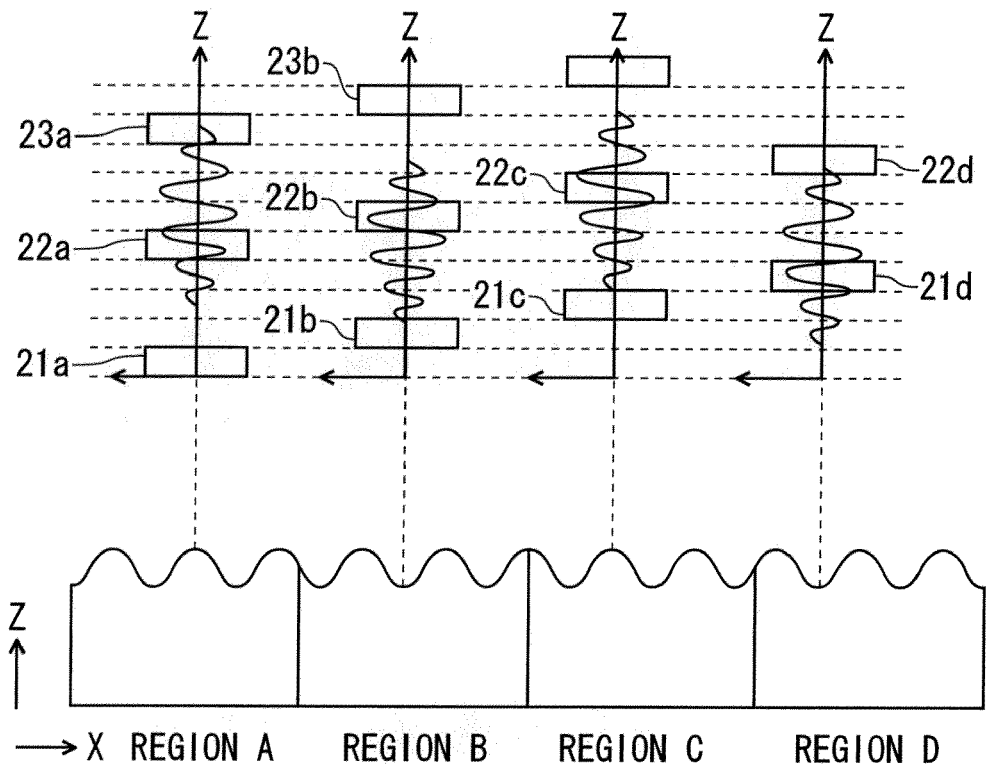 Z Z Z Z
23b
23a
22c 22d
22b
22a
21c 21d
21b
21a
Z
X REGION A REGION B REGION C REGION D